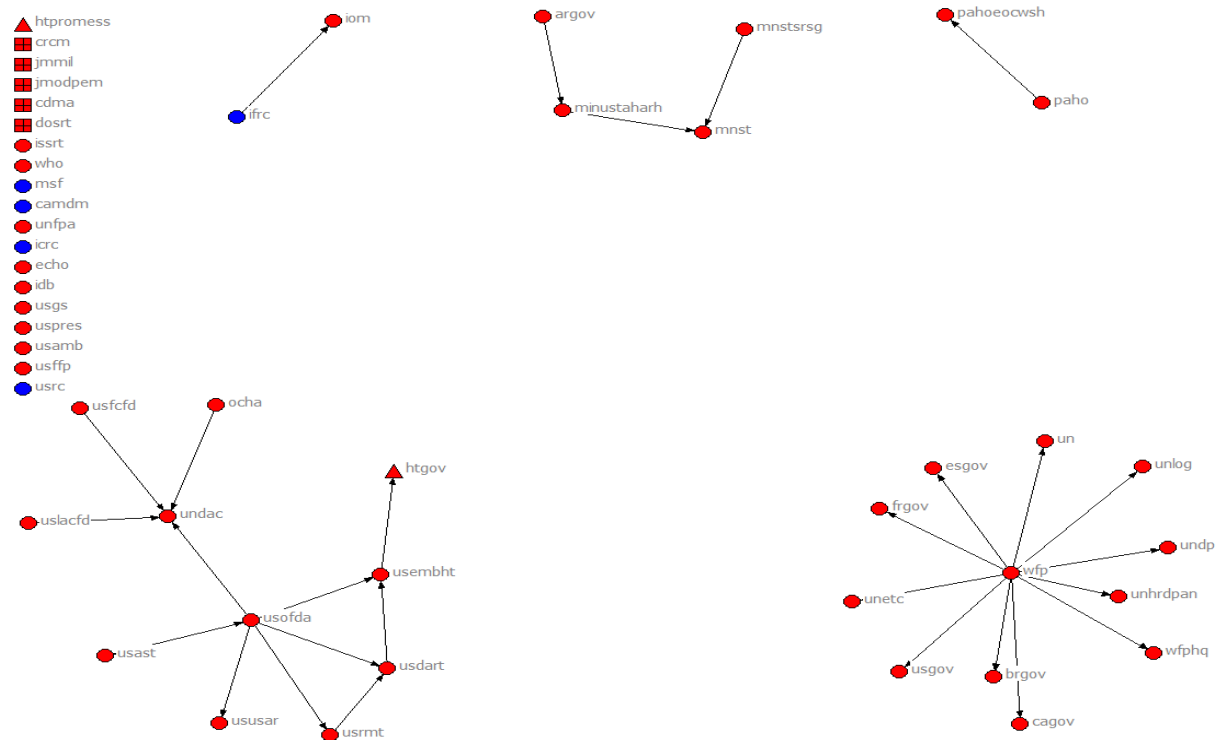 htpromess
crcm
jmmil
jmodpem
cdma
dosrt
issrt
who
msf
camdm
unfpa
icrc
echo
idb
usgs
uspres
usamb
usffp
usrc
iom
ifrc
argov
mnstsrsg
minustaharh
mnst
pahoeocwsh
paho
usfcfd
ocha
htgov
uslacfd
undac
usembht
usofda
usast
usdart
ususar
usrmt
un
esgov
unlog
frgov
undp
wfp
unetc
unhrdpan
wfphq
usgov
brgov
cagov